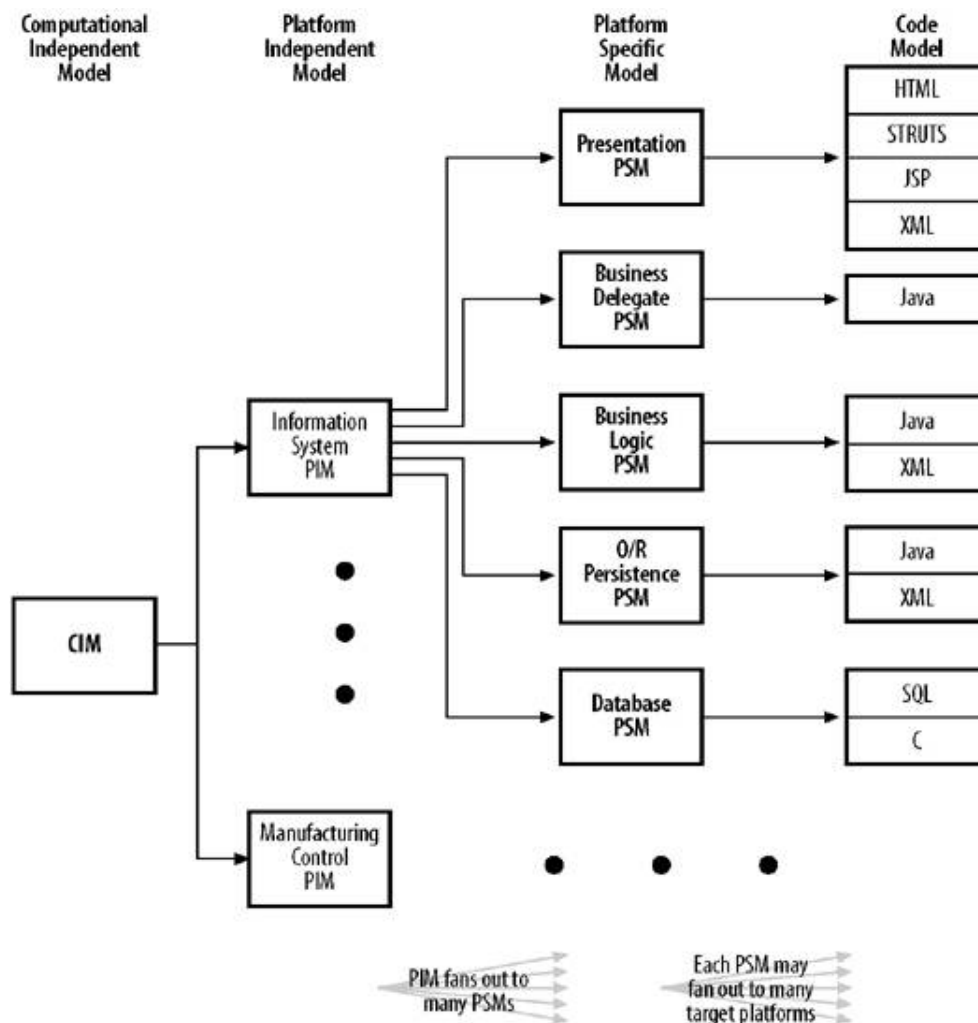 Computational
Independent
Model
Platform
Independent
Model
Platform
Specific
Model
Code
Model
HTML
STRUTS
JSP
XML
Presentation
PSM
Business
Delegate
PSM
Java
Information
System
PIM
Business
Logic
PSM
Java
XML
O/R
Persistence
PSM
Java
XML
CIM
Database
PSM
SQL
C
Manufacturing
Control
PIM
PIM fans out to
many PSMs
Each PSM may
fan out to many
target platforms